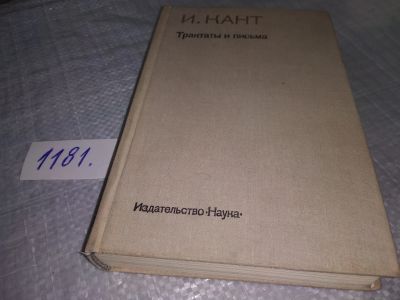 И. КАНТ
Трактаты и письма
1181.
Издательство «Наука»